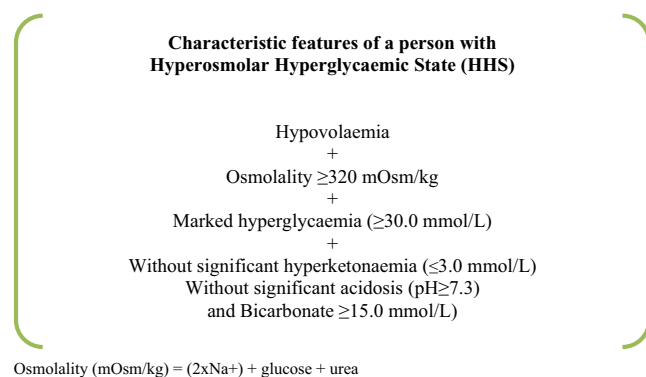 Characteristic features of a person with
Hyperosmolar Hyperglycaemic State (HHS)
Hypovolaemia
+
Osmolality ≥320 mOsm/kg
+
Marked hyperglycaemia (≥30.0 mmol/L)
+
Without significant hyperketonaemia (≤3.0 mmol/L)
Without significant acidosis (pH≥7.3)
and Bicarbonate ≥15.0 mmol/L)
Osmolality (mOsm/kg) = (2xNa+) + glucose + urea